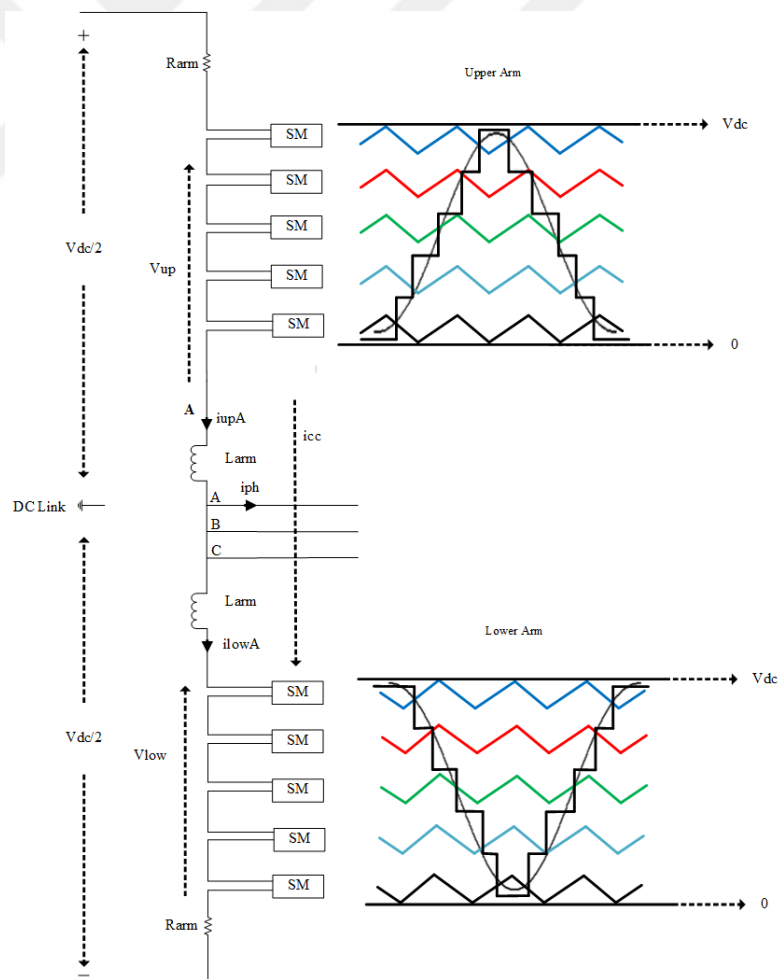 +
Rarm
Upper Arm
SM
Vdc
SM
SM
Vdc/2
Vup
SM
SM
0
A
iupA
icc
Larm
iph
A
DC Link
B
C
Larm
ilowA
Lower Arm
SM
Vdc
SM
Vdc/2
Vlow
SM
SM
SM
0
Rarm
−